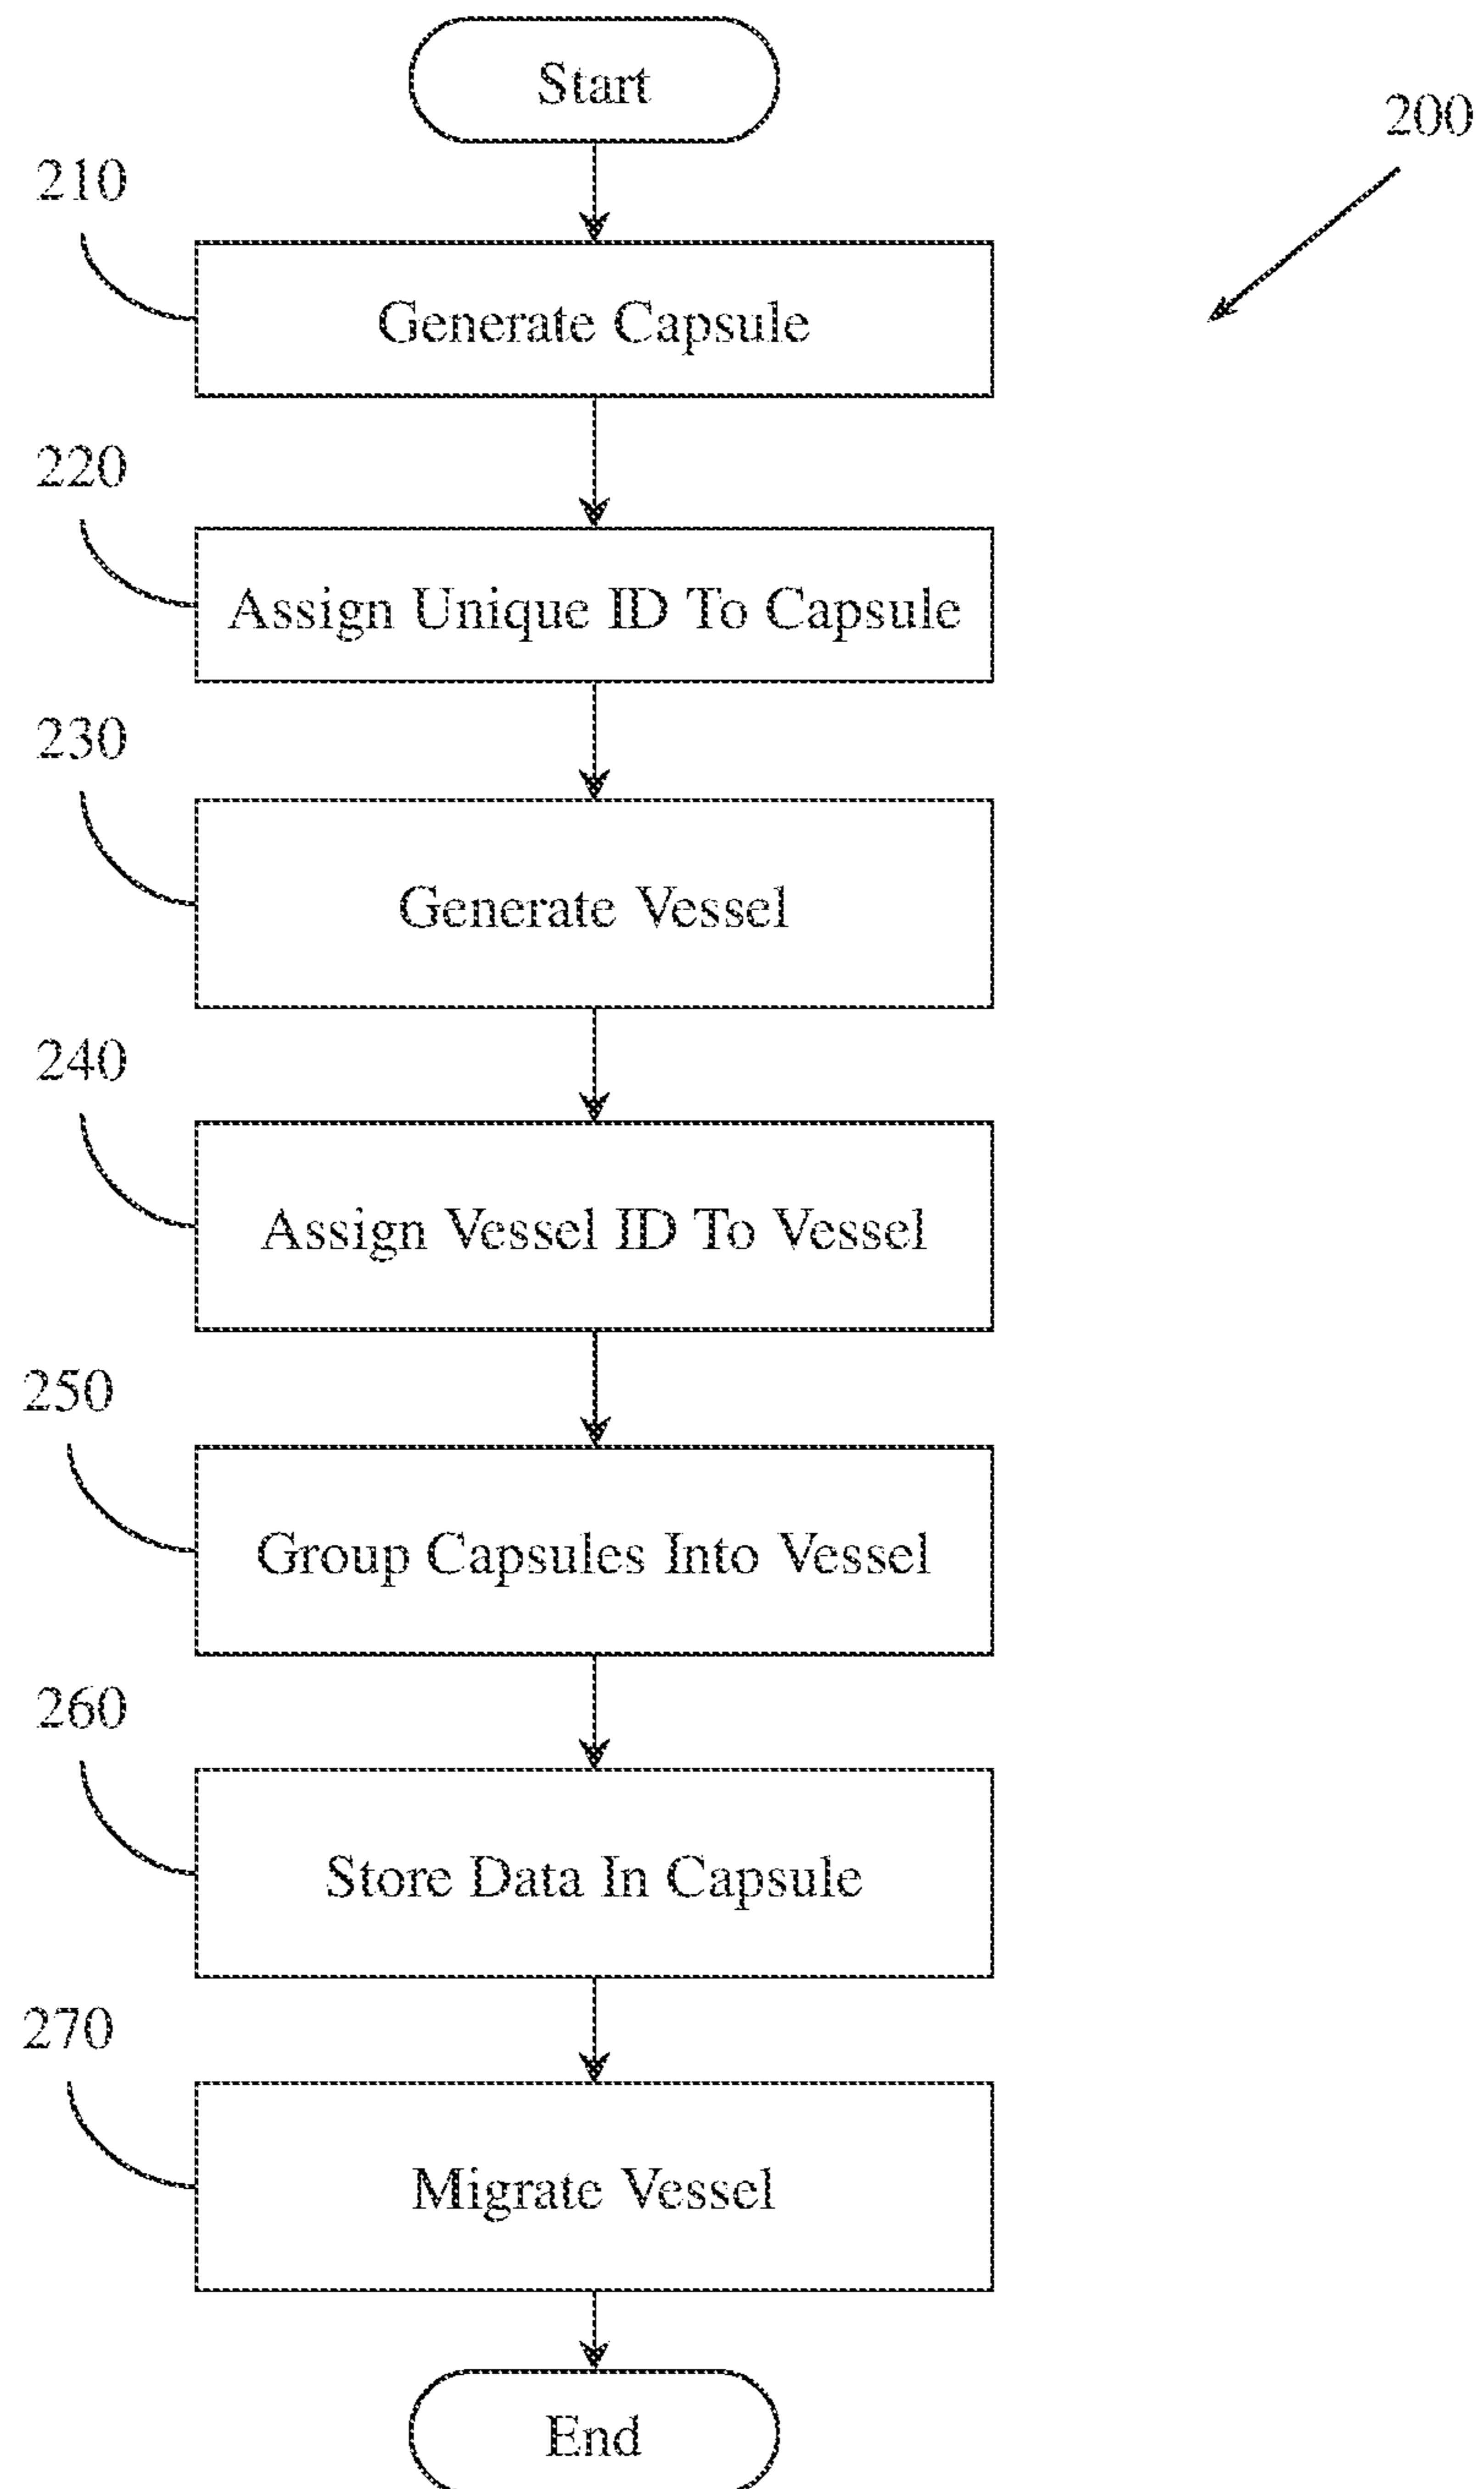 Start
200
210
Generate Capsule
220
Assign Unique ID To Capsule
230
Generate Vessel
240
Assign Vessel ID To Vessel
250
Group Capsules Into Vessel
260
Store Data In Capsule
270
Migrate Vessel
End